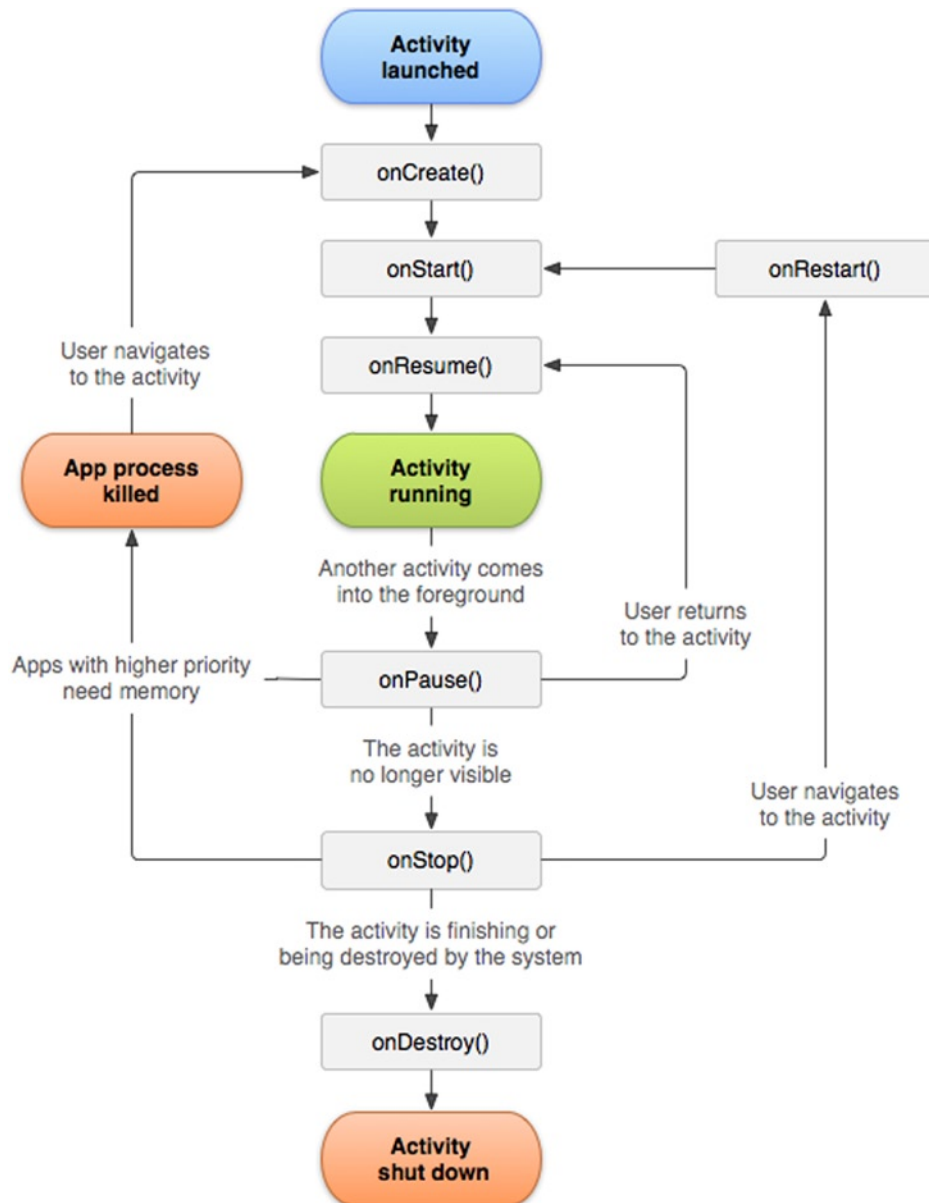 Activity
launched
onCreate()
onStart()
onRestart()
User navigates
to the activity
onResume()
App process
killed
Activity
running
Another activity comes
into the foreground
User returns
to the activity
Apps with higher priority
need memory
onPause()
The activity is
no longer visible
User navigates
to the activity
onStop()
The activity is finishing or
being destroyed by the system
onDestroy()
Activity
shut down